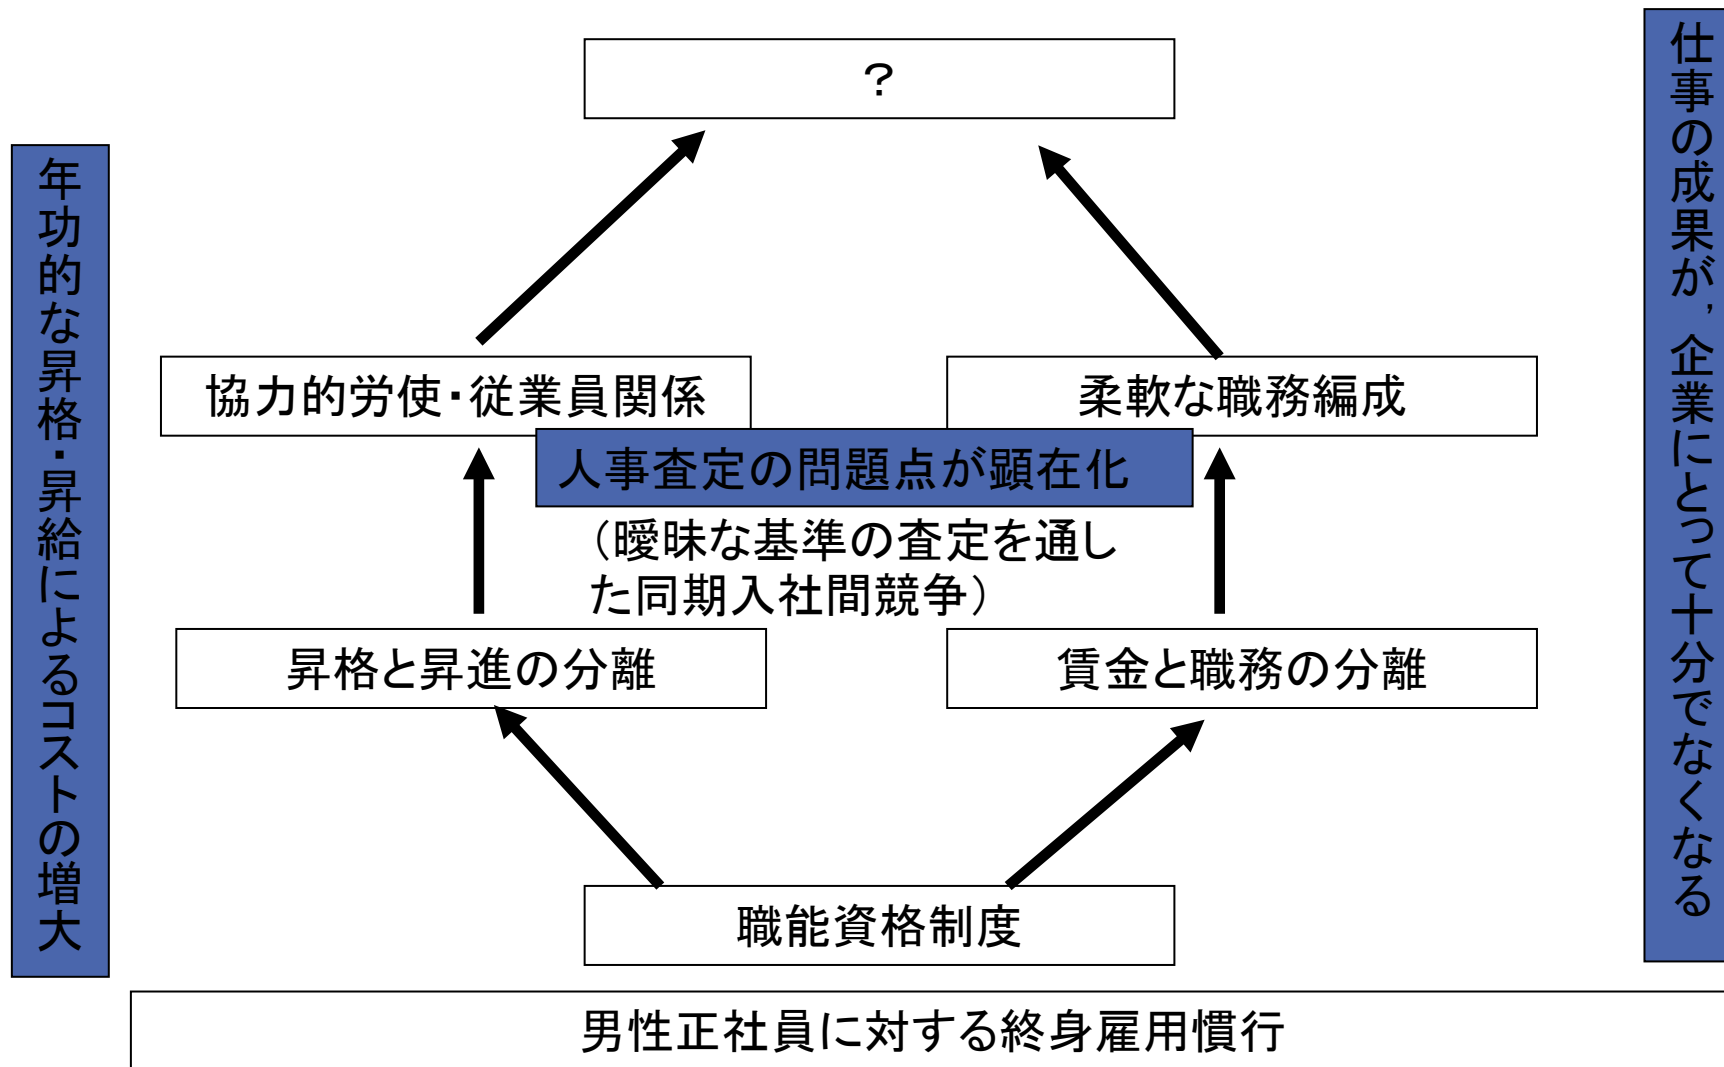 ？
仕事の成果が，企業にとって十分でなくなる
年功的な昇格・昇給によるコストの増大
協力的労使・従業員関係
柔軟な職務編成
人事査定の問題点が顕在化
（曖昧な基準の査定を通し
た同期入社間競争）
昇格と昇進の分離
賃金と職務の分離
職能資格制度
男性正社員に対する終身雇用慣行